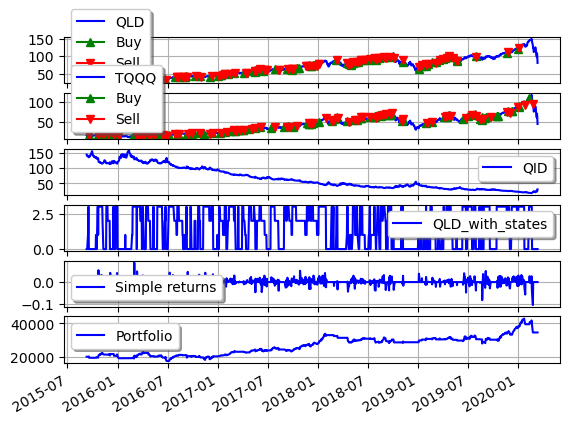 QLD
Buy
Sell
150
100
50
TQQQ
Buy
Sell
100
50
QID
150
100
50
QLD_with_states
2.5
0.0
Simple returns
0.0
−0.1
Portfolio
40000
20000
2015-07
2016-01
2016-07
2017-01
2017-07
2018-01
2018-07
2019-01
2019-07
2020-01